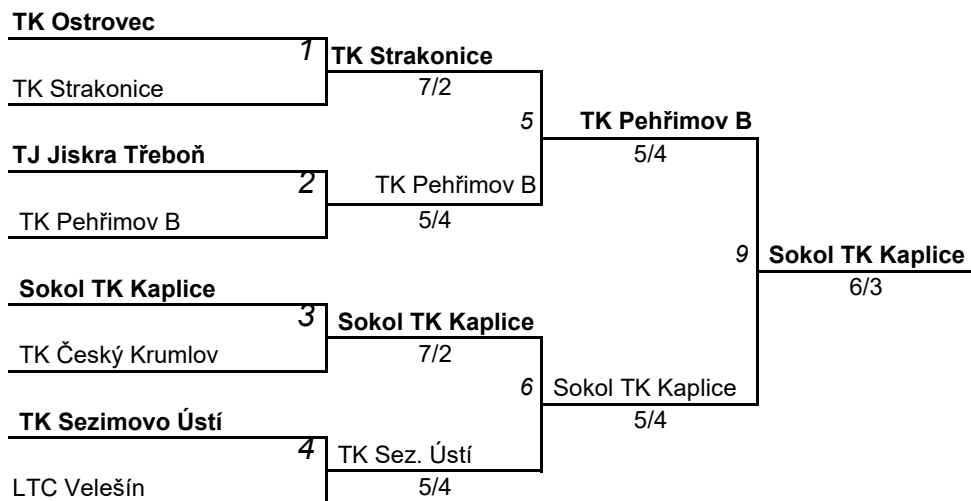 TK Ostrovec
1
TK Strakonice
TK Strakonice
7/2
5
TK Pehřimov B
5/4
TJ Jiskra Třeboň
2
TK Pehřimov B
TK Pehřimov B
5/4
9
Sokol TK Kaplice
6/3
Sokol TK Kaplice
3
Sokol TK Kaplice
TK Český Krumlov
7/2
6
Sokol TK Kaplice
5/4
TK Sezimovo Ústí
4
TK Sez. Ústí
LTC Velešín
5/4